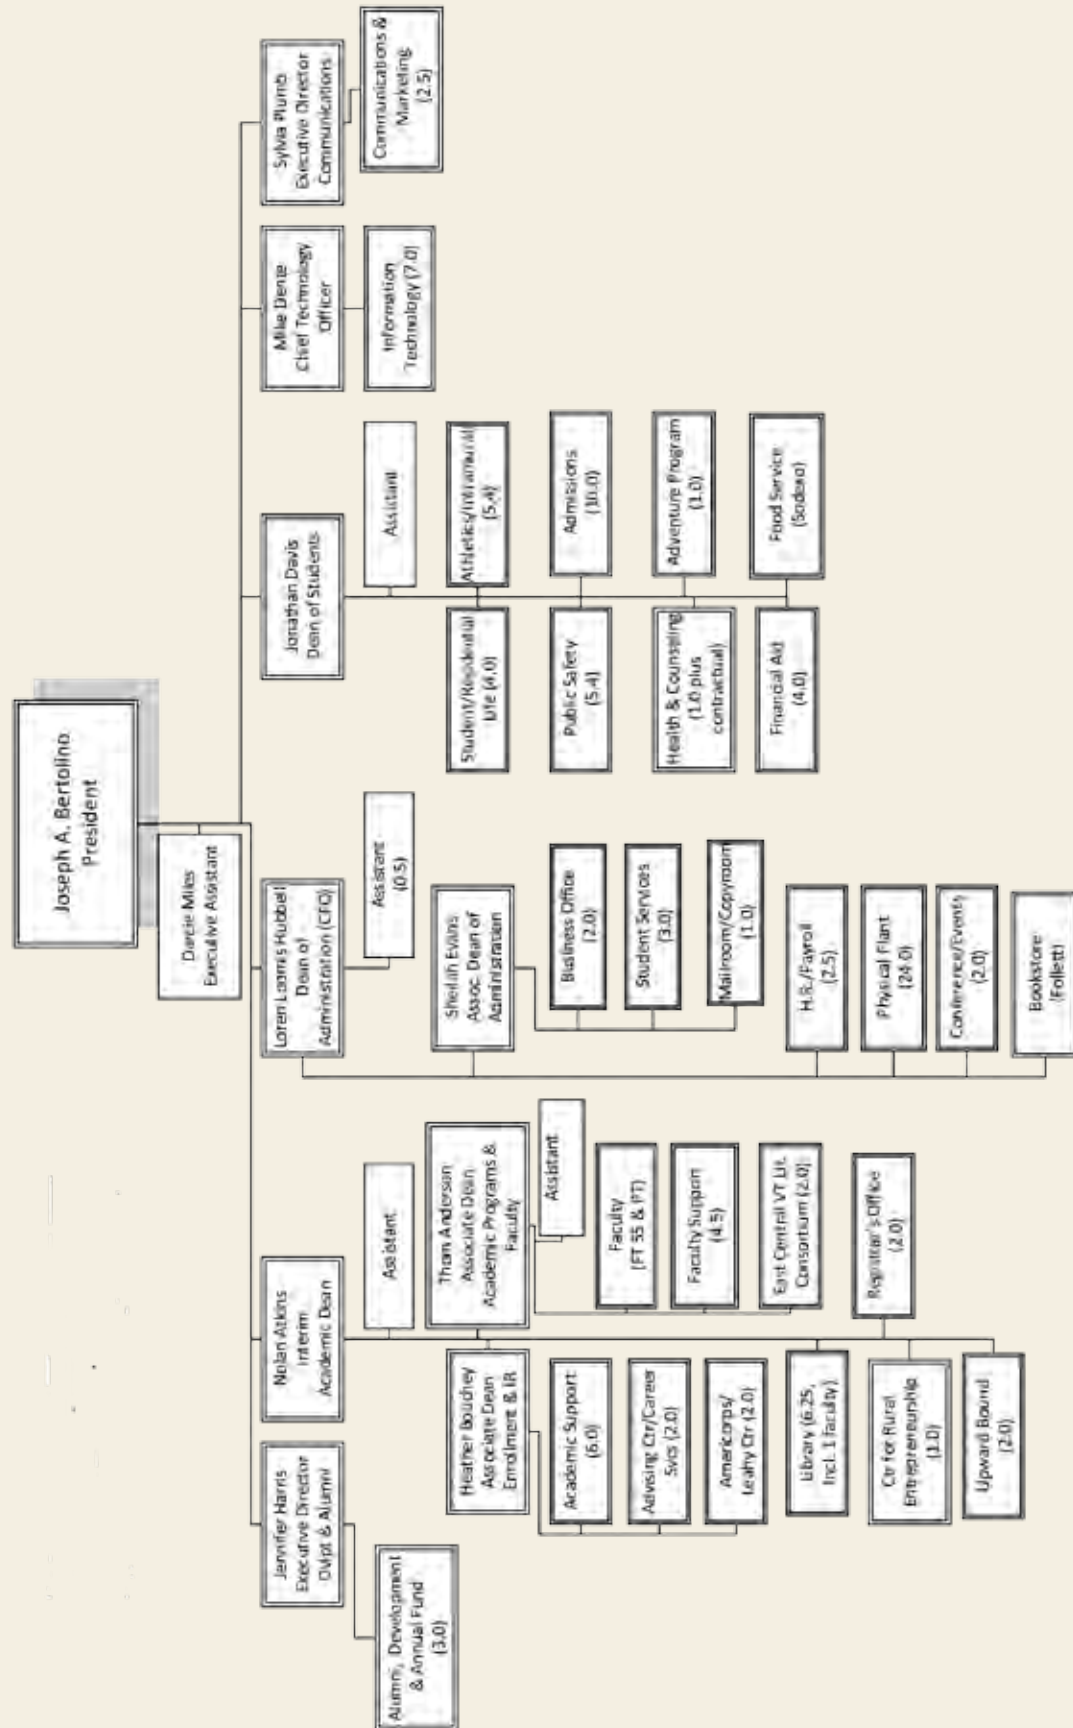 Joseph A. Bertolino
President
Darcie Miles
Executive Assistant
Jennifer Harris
Executive Director
Dvlpt & Alumni
Alumni, Development
& Annual Fund
(3.0)
Nolan Atkins
Interim
Academic Dean
Assistant
Heather Bouchey
Associate Dean
Enrollment & IR
Academic Support
(6.0)
Advising Ctr/Career
Svcs (2.0)
Americorps/
Leahy Ctr (2.0)
Thom Anderson
Associate Dean
Academic Programs &
Faculty
Assistant
Faculty
(FT 55 & PT)
Faculty Support
(4.5)
East Central VT Lit.
Consortium (2.0)
Library (6.25,
Incl. 1 faculty)
Registrar's Office
(2.0)
Ctr for Rural
Entrepreneurship
(1.0)
Upward Bound
(2.0)
Loren Loomis Hubbell
Dean of
Administration (CFO)
Assistant
(0.5)
Sheilah Evans
Assoc. Dean of
Administration
Business Office
(2.0)
Student Services
(3.0)
Mailroom/Copyroom
(1.0)
H.R./Payroll
(2.5)
Physical Plant
(24.0)
Conference/Events
(2.0)
Bookstore
(Follett)
Jonathan Davis
Dean of Students
Assistant
Student/Residential
Life (4.0)
Athletics/Intramural
(5.4)
Public Safety
(5.4)
Admissions
(10.0)
Health & Counseling
(1.0 plus
contractual)
Adventure Program
(1.0)
Financial Aid
(4.0)
Food Service
(Sodexo)
Mike Dente
Chief Technology
Officer
Information
Technology (7.0)
Sylvia Plumb
Executive Director
Communications
Communications &
Marketing
(2.5)